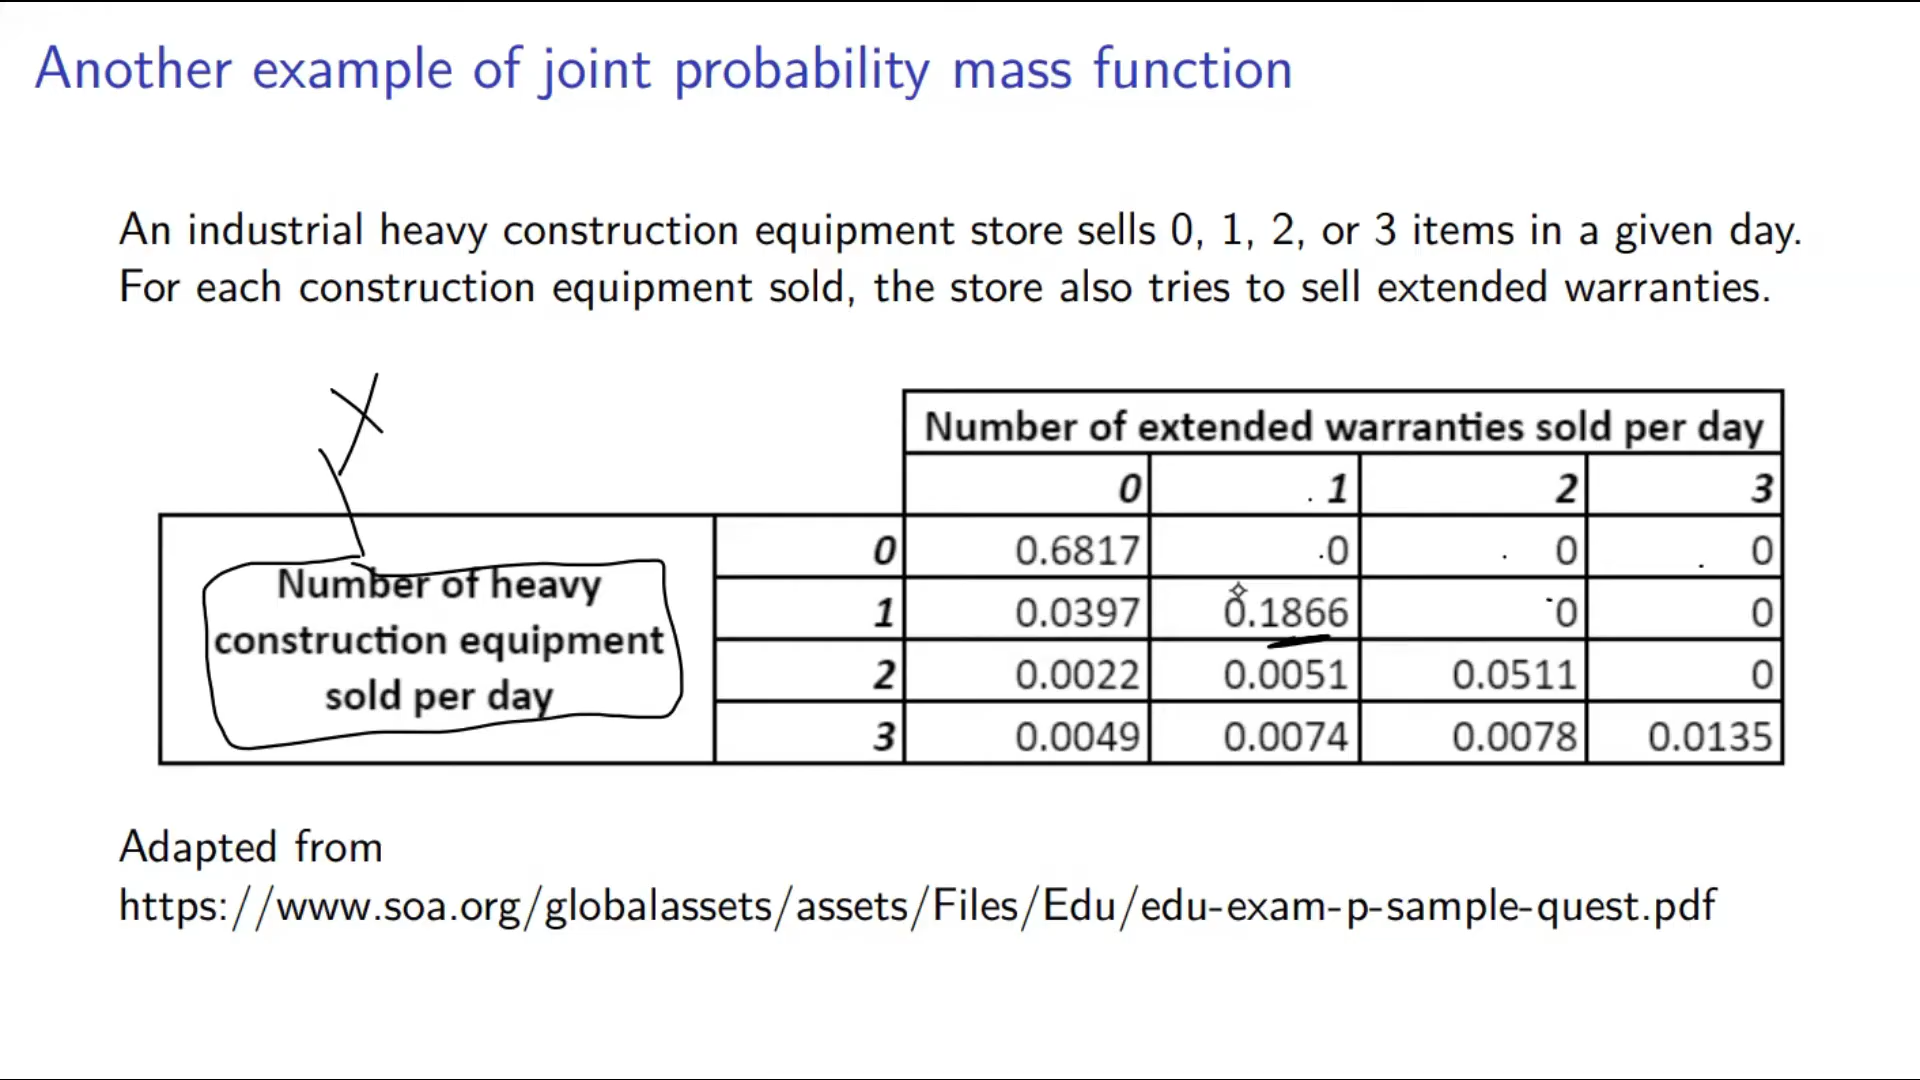 Another example of joint probability mass function
An industrial heavy construction equipment store sells 0, 1, 2, or 3 items in a given day.
For each construction equipment sold, the store also tries to sell extended warranties.
X
Number of extended warranties sold per day
0 1 2 3
Number of heavy
construction equipment
sold per day
0 0.6817 0 0 0
1 0.0397 0.1866 0 0
2 0.0022 0.0051 0.0511 0
3 0.0049 0.0074 0.0078 0.0135
Adapted from
https://www.soa.org/globalassets/assets/Files/Edu/edu-exam-p-sample-quest.pdf